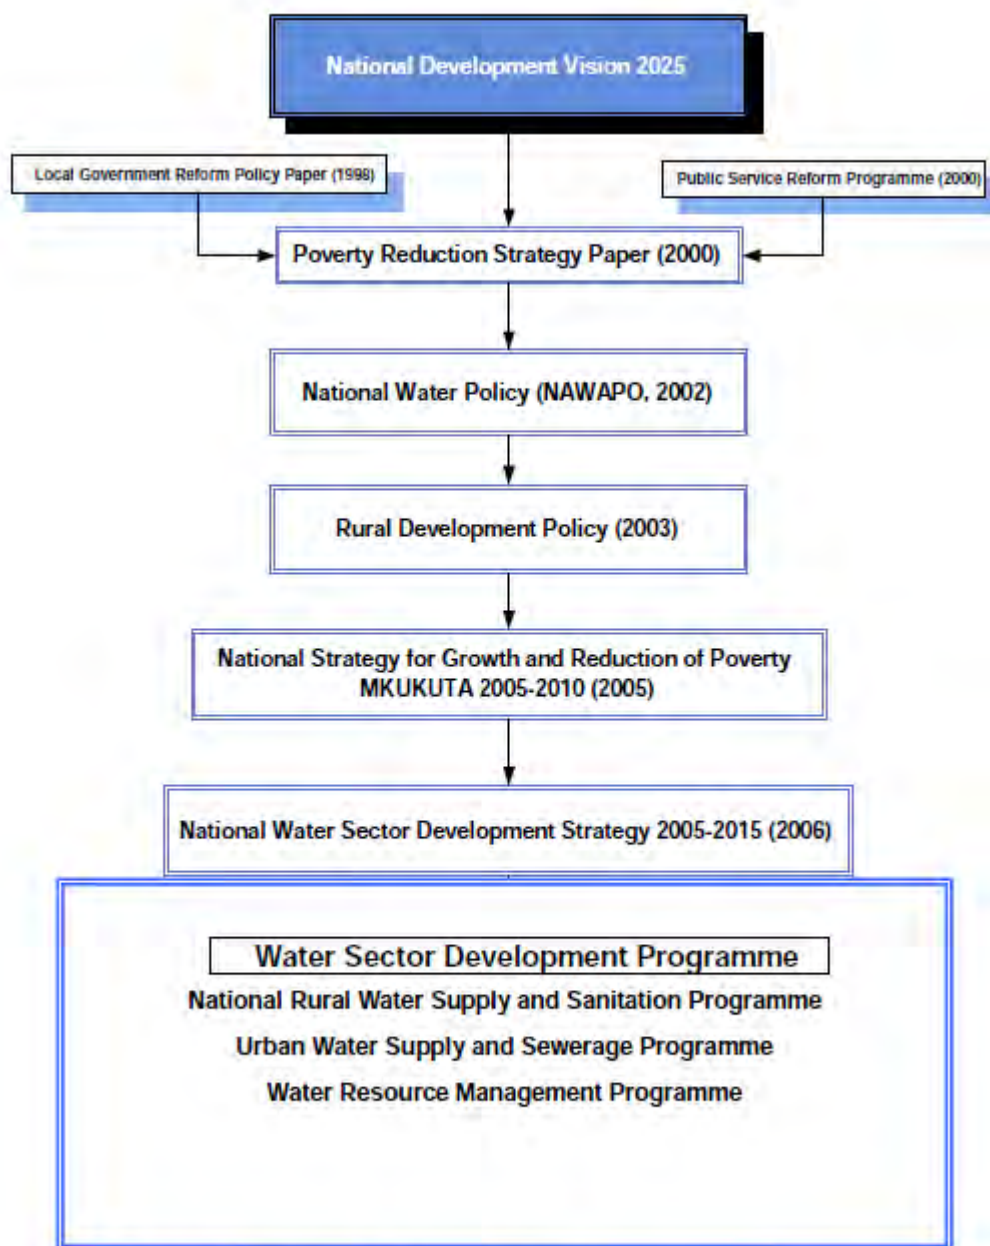 National Development Vision 2025
Local Government Reform Policy Paper (1998)
Public Service Reform Programme (2000)
Poverty Reduction Strategy Paper (2000)
National Water Policy (NAWAPO, 2002)
Rural Development Policy (2003)
National Strategy for Growth and Reduction of Poverty
MKUKUTA 2005-2010 (2005)
National Water Sector Development Strategy 2005-2015 (2006)
Water Sector Development Programme
National Rural Water Supply and Sanitation Programme
Urban Water Supply and Sewerage Programme
Water Resource Management Programme